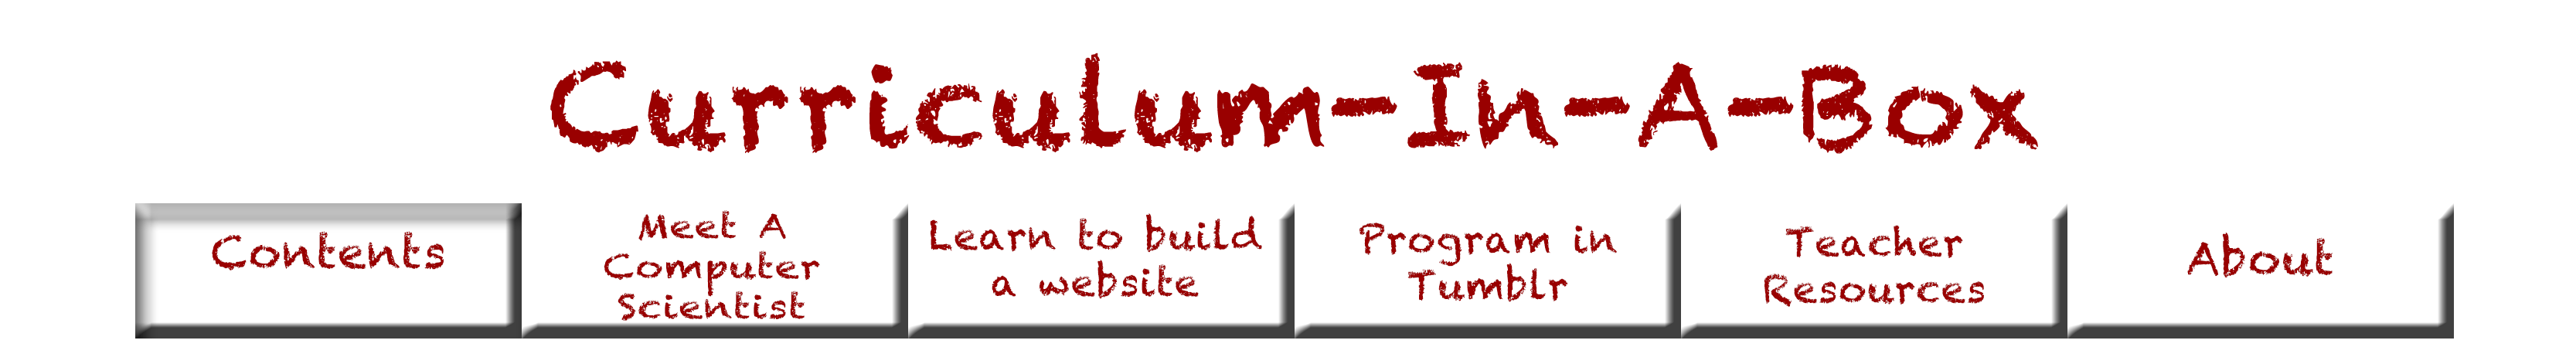 Curriculum-In-A-Box
Contents
Meet A
Computer
Scientist
Learn to build
a website
Program in
Tumblr
Teacher
Resources
About